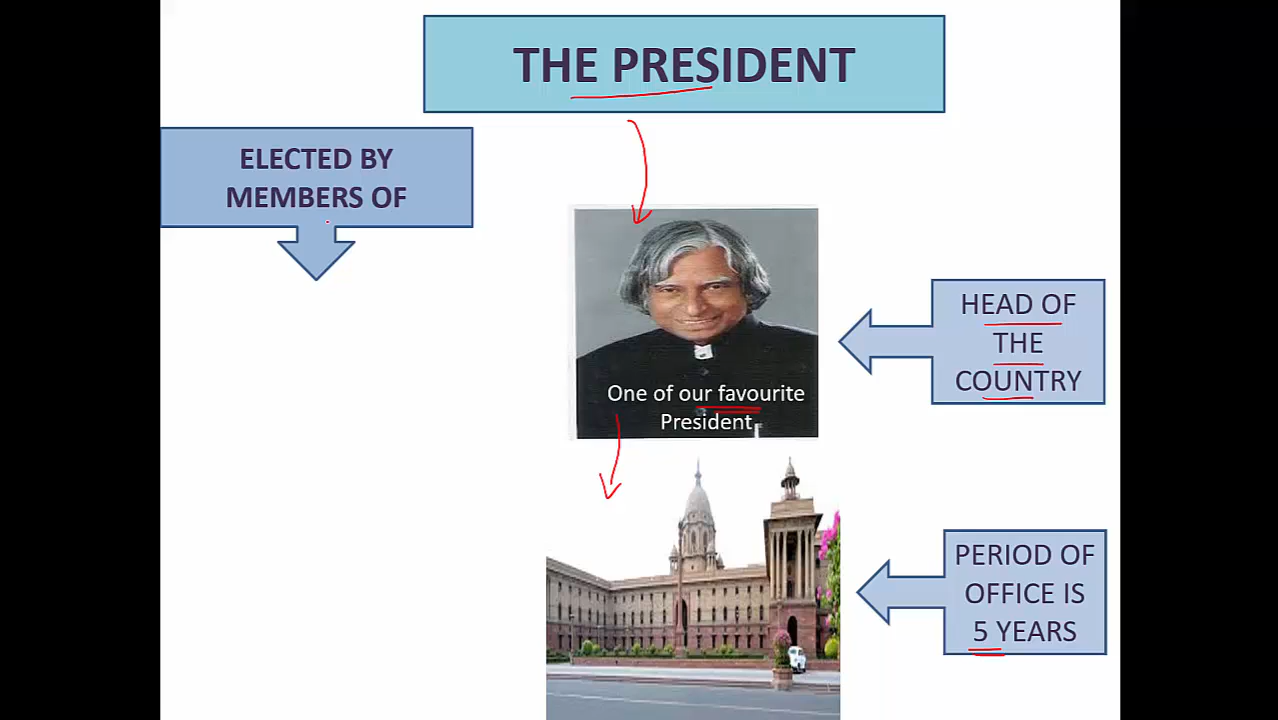 THE PRESIDENT
ELECTED BY
MEMBERS OF
HEAD OF
THE
COUNTRY
One of our favourite
President
PERIOD OF
OFFICE IS
5 YEARS